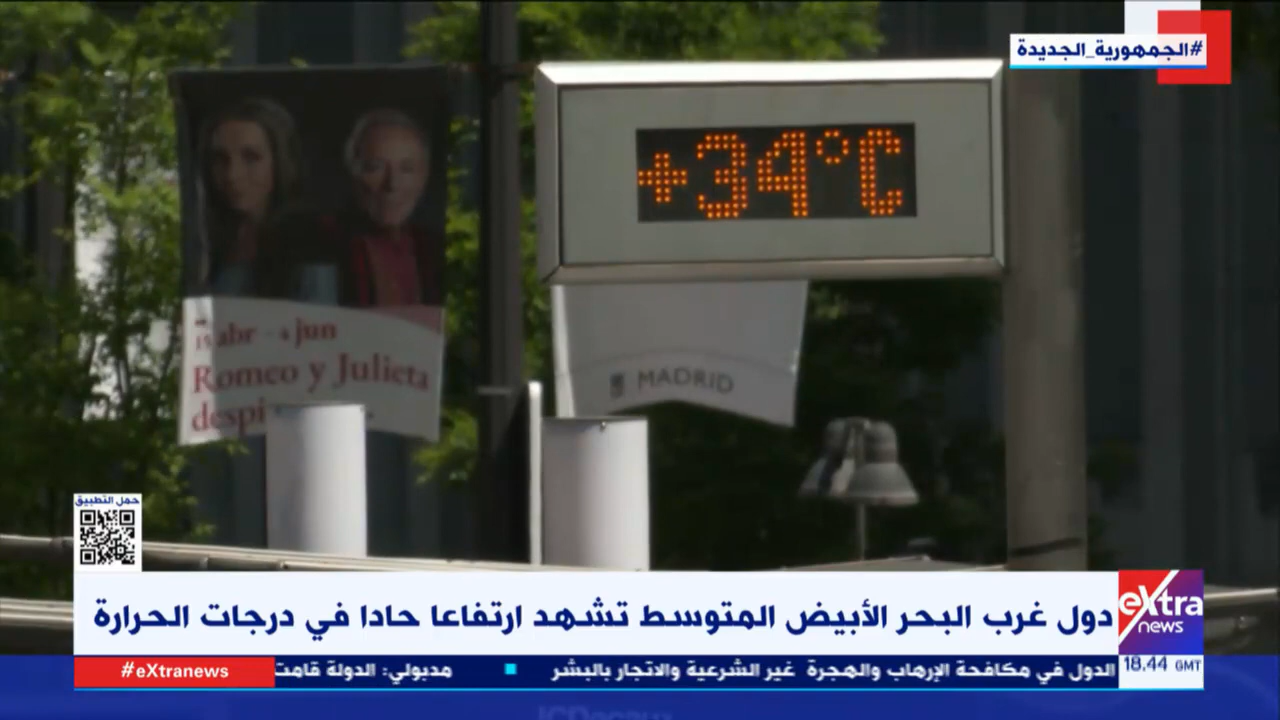 #الجمهورية_الجديدة
+34°C
19 abr - 4 jun
Romeo y Julieta
despi
MADRID
حمل التطبيق
دول غرب البحر الأبيض المتوسط تشهد ارتفاعا حادا في درجات الحرارة
eXtra
news
18.44 GMT
الدول في مكافحة الإرهاب والهجرة غير الشرعية والاتجار بالبشر ■ مدبولي: الدولة قامت
#eXtranews